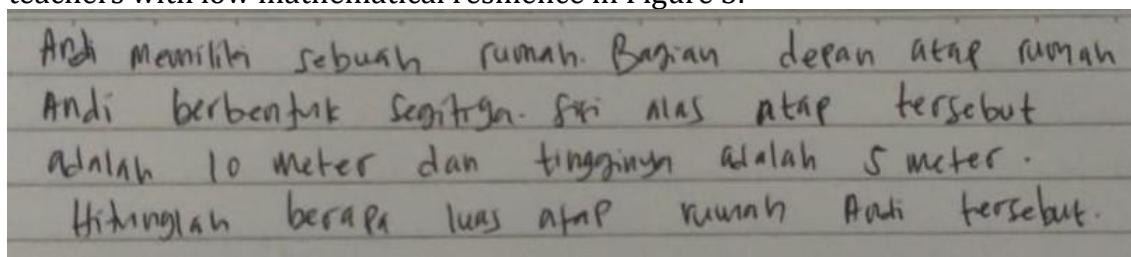 teachers with low mathematical resilience in Figure 3.
Andi memilih sebuah rumah. Bagian depan atap rumah
Andi berbentuk segitiga. Sisi alas atap tersebut
adalah 10 meter dan tingginya adalah 5 meter.
Hitunglah berapa luas atap rumah Andi tersebut.